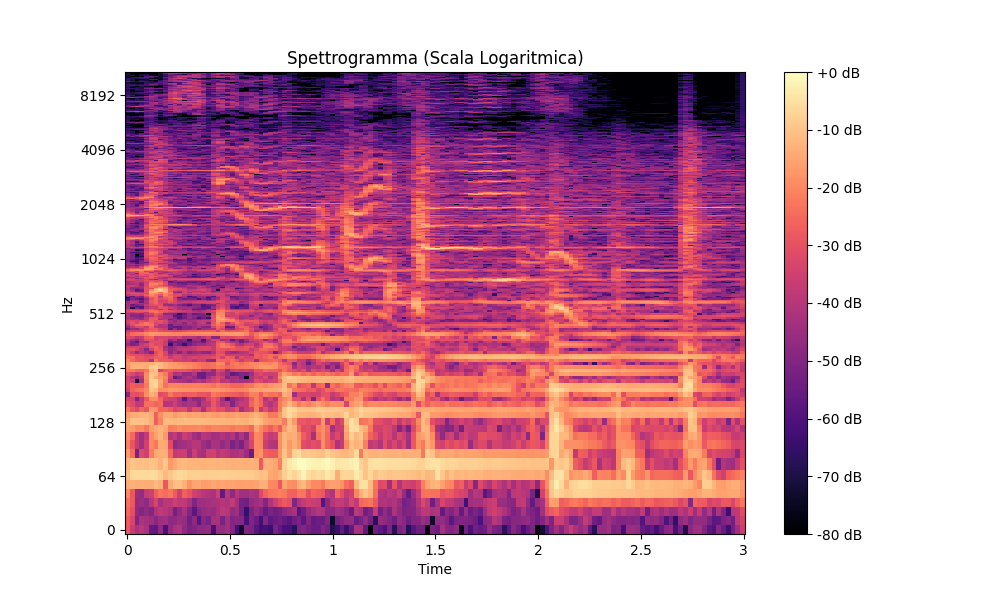 Spettrogramma (Scala Logaritmica)
8192
4096
2048
1024
512
256
128
64
0
Hz
0
0.5
1
1.5
2
2.5
3
Time
+0 dB
-10 dB
-20 dB
-30 dB
-40 dB
-50 dB
-60 dB
-70 dB
-80 dB